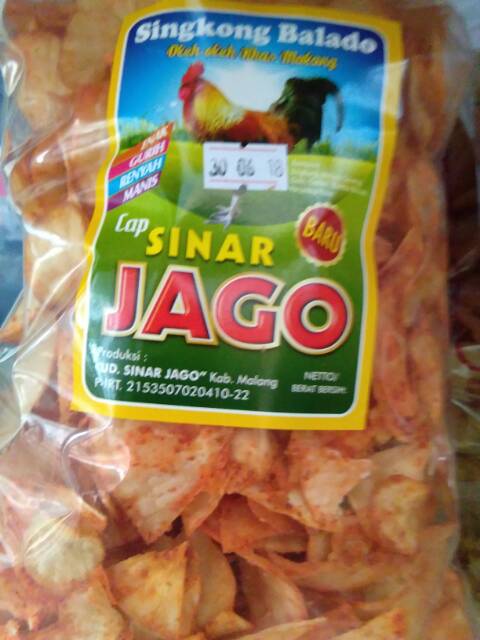 Singkong Balado
Oleh oleh Khas Malang
ENAK
GURIH
RENYAH
MANIS
30 06 18
Cap
SINAR
BARU
JAGO
Produksi :
"UD. SINAR JAGO" Kab. Malang
P-IRT. 2153507020410-22
NETTO/
BERAT BERSIH: